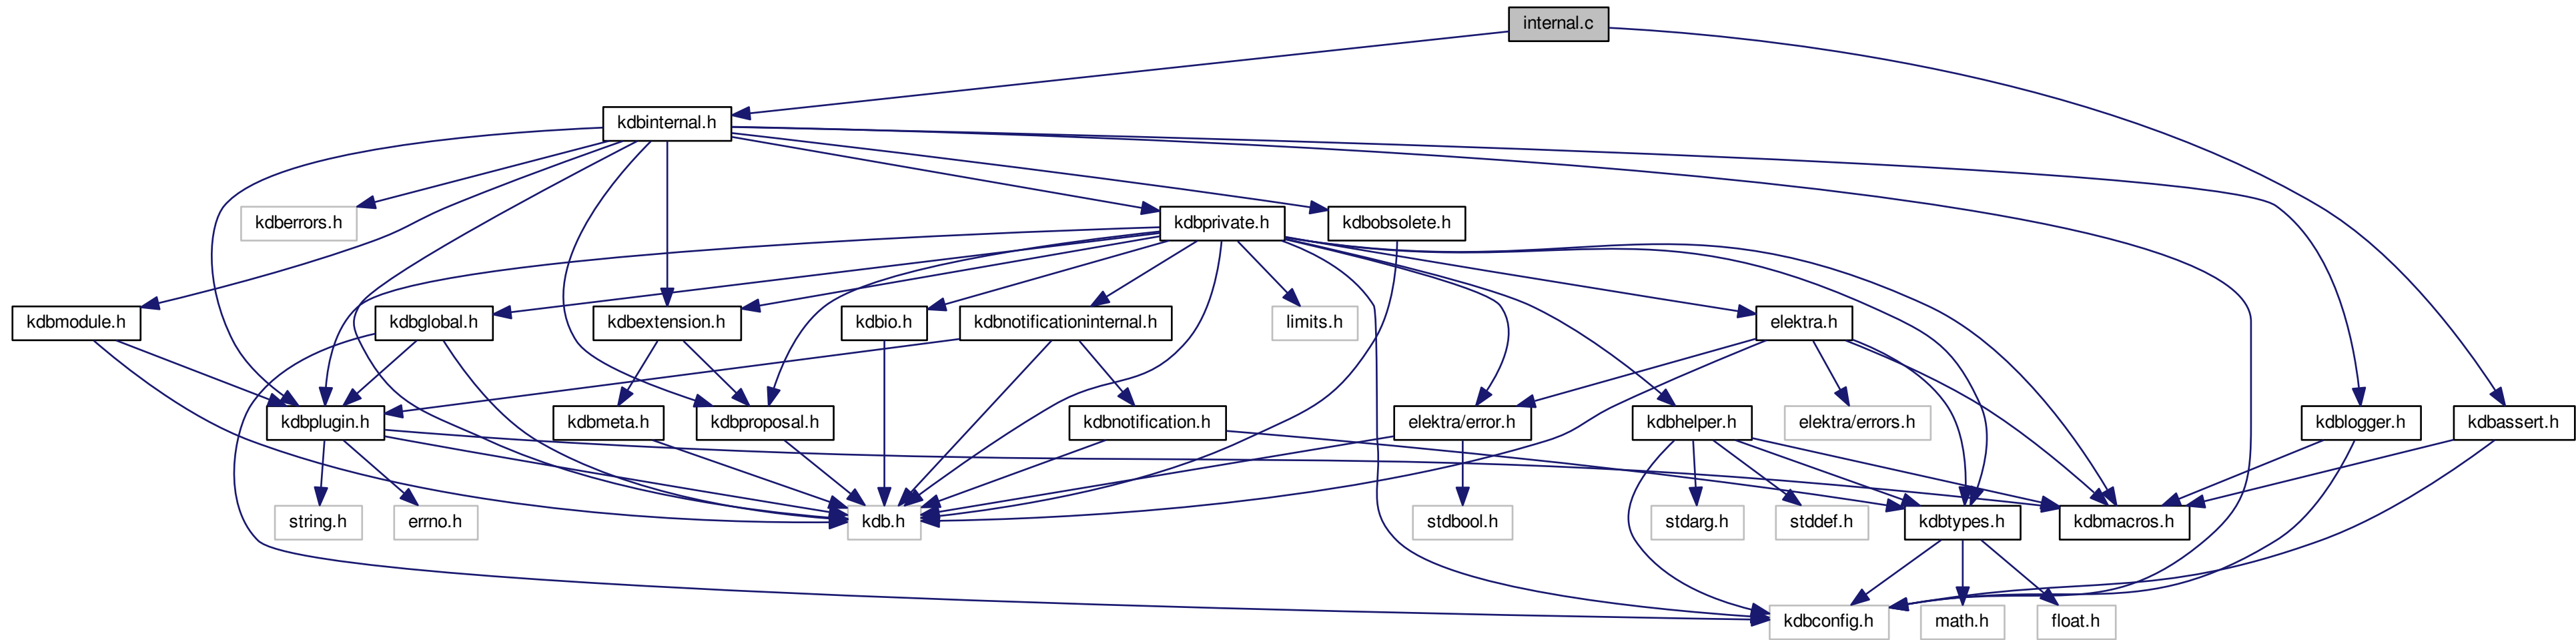 internal.c
kdbinternal.h
kdberrors.h
kdbprivate.h
kdbobsolete.h
kdbmodule.h
kdbglobal.h
kdbextension.h
kdbio.h
kdbnotificationinternal.h
limits.h
elektra.h
kdbplugin.h
kdbmeta.h
kdbproposal.h
kdbnotification.h
elektra/error.h
kdbhelper.h
elektra/errors.h
kdblogger.h
kdbassert.h
string.h
errno.h
kdb.h
stdbool.h
stdarg.h
stddef.h
kdbtypes.h
kdbmacros.h
kdbconfig.h
math.h
float.h